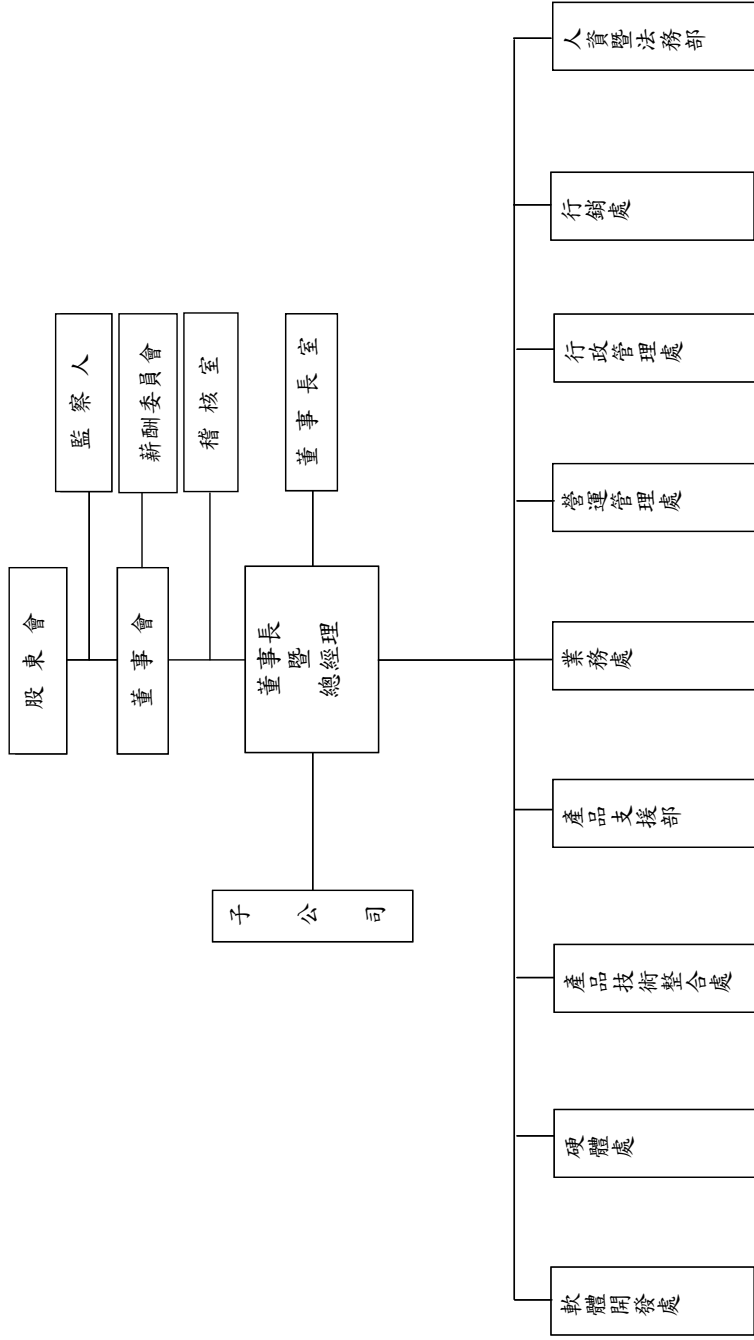 股東會
監察人
董事會
薪酬委員會
稽核室
董事長
暨
總經理
董事長室
子公司
軟體開發處
硬體處
產品技術整合處
產品支援部
業務處
營運管理處
行政管理處
行銷處
人資暨法務部